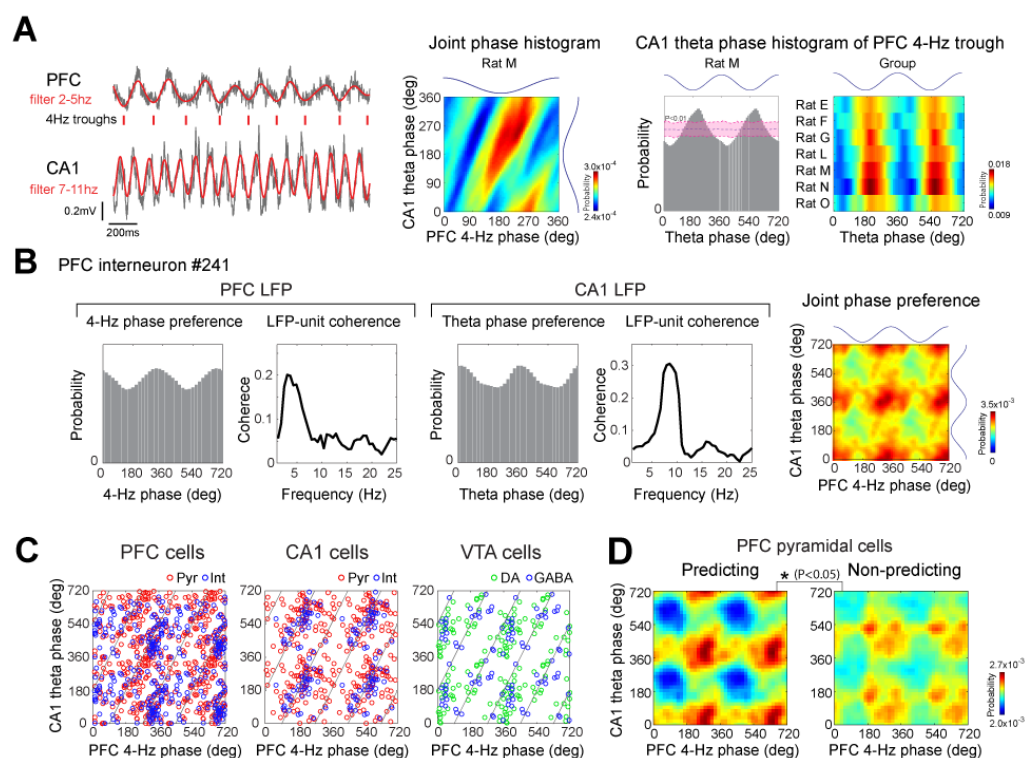 A
PFC
filter 2-5hz
4Hz troughs
CA1
filter 7-11hz
0.2mV
200ms
Joint phase histogram
Rat M
CA1 theta phase (deg)
360
270
180
90
0
0 90 180 270 360
PFC 4-Hz phase (deg)
3.0x10⁻⁴
Probability
2.4x10⁻⁴
CA1 theta phase histogram of PFC 4-Hz trough
Rat M
P<0.01
Probability
0
0 180 360 540 720
Theta phase (deg)
Group
Rat E
Rat F
Rat G
Rat L
Rat M
Rat N
Rat O
0 180 360 540 720
Theta phase (deg)
0.018
Probability
0.009
B
PFC interneuron #241
PFC LFP
4-Hz phase preference
Probability
0
0 180 360 540 720
4-Hz phase (deg)
LFP-unit coherence
Coherence
0.2
0.1
0
5 10 15 20 25
Frequency (Hz)
CA1 LFP
Theta phase preference
Probability
0
0 180 360 540 720
Theta phase (deg)
LFP-unit coherence
Coherence
0.3
0.2
0.1
0
5 10 15 20 25
Frequency (Hz)
Joint phase preference
CA1 theta phase (deg)
720
540
360
180
0
0 180 360 540 720
PFC 4-Hz phase (deg)
3.5x10⁻³
Probability
0
C
PFC cells
Pyr Int
CA1 theta phase (deg)
720
540
360
180
0
0 180 360 540 720
PFC 4-Hz phase (deg)
CA1 cells
Pyr Int
720
540
360
180
0
0 180 360 540 720
PFC 4-Hz phase (deg)
VTA cells
DA GABA
720
540
360
180
0
0 180 360 540 720
PFC 4-Hz phase (deg)
D
PFC pyramidal cells
Predicting
* (P<0.05)
Non-predicting
CA1 theta phase (deg)
720
540
360
180
0
0 180 360 540 720
PFC 4-Hz phase (deg)
720
540
360
180
0
0 180 360 540 720
PFC 4-Hz phase (deg)
2.7x10⁻³
Probability
2.0x10⁻³